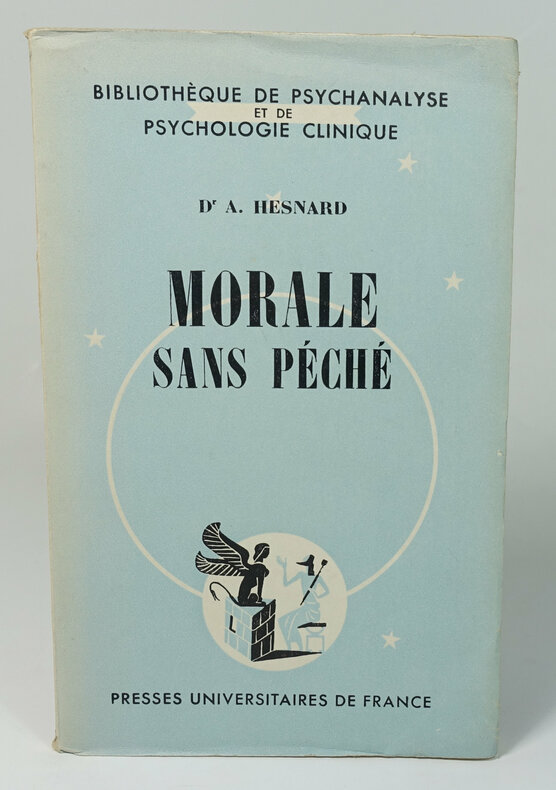 BIBLIOTHÈQUE DE PSYCHANALYSE
ET DE
PSYCHOLOGIE CLINIQUE
Dr A. HESNARD
MORALE
SANS PÉCHÉ
L
PRESSES UNIVERSITAIRES DE FRANCE